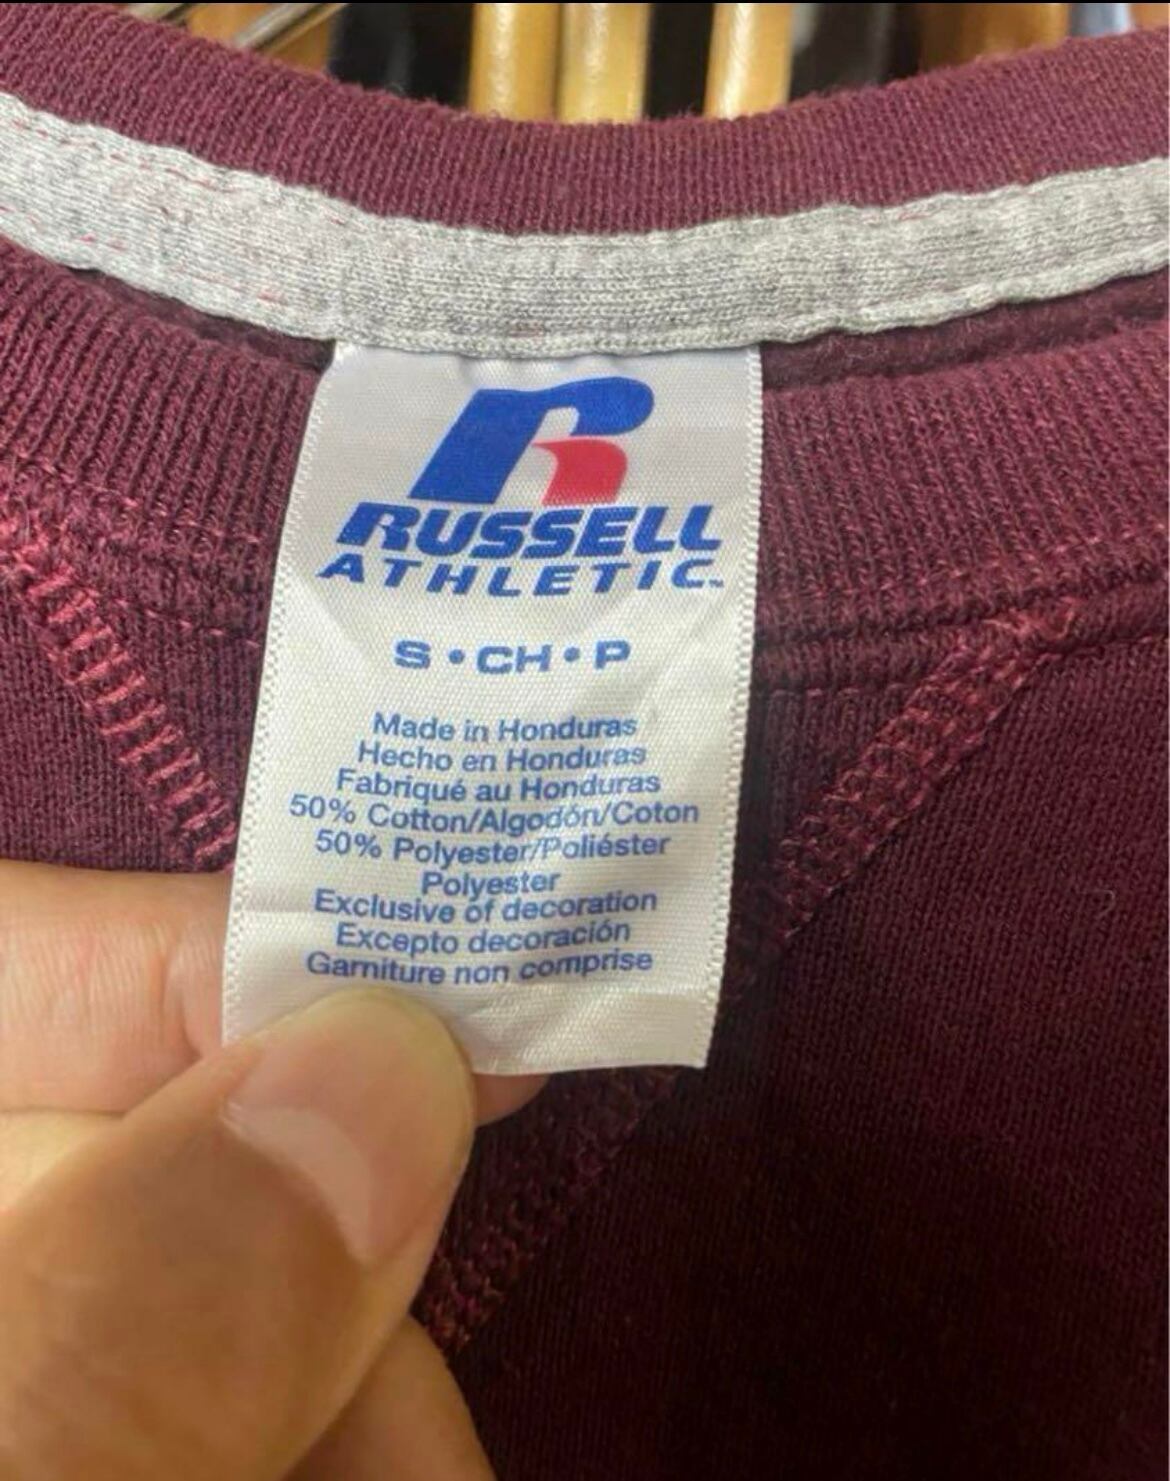 RUSSELL
ATHLETIC™
S • CH • P
Made in Honduras
Hecho en Honduras
Fabriqué au Honduras
50% Cotton/Algodón/Coton
50% Polyester/Poliéster
Polyester
Exclusive of decoration
Excepto decoración
Garniture non comprise